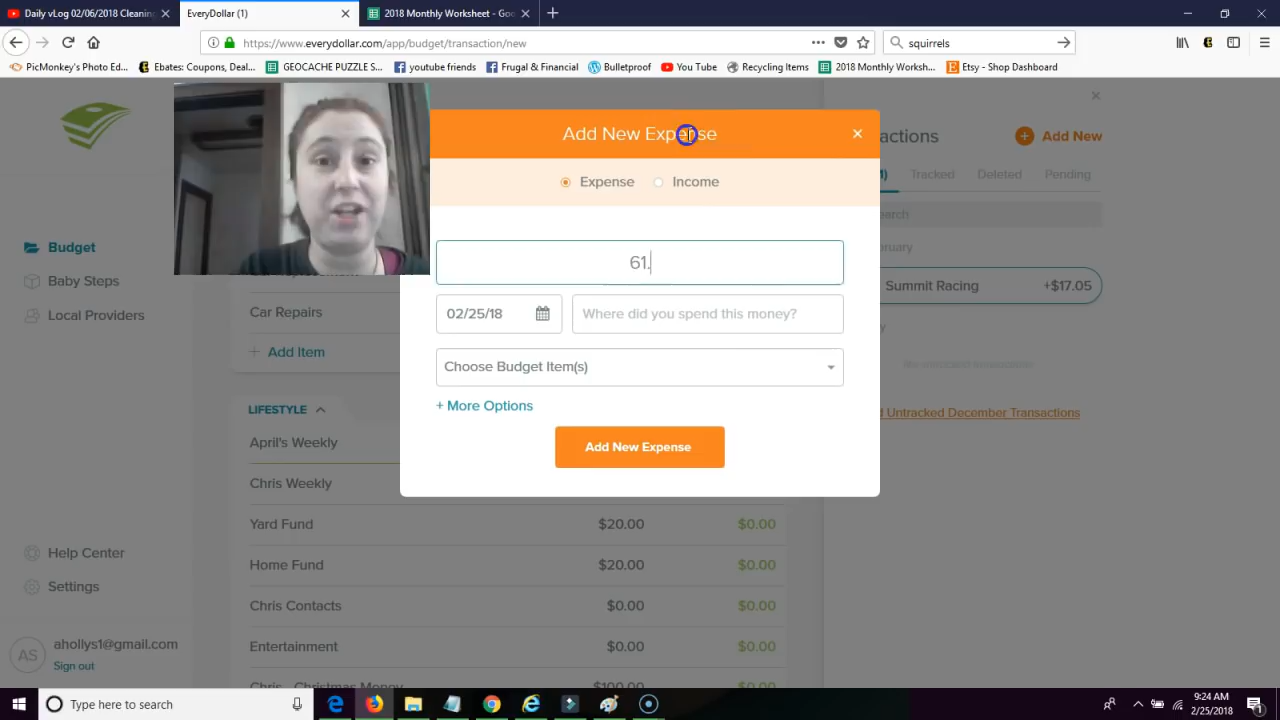 Daily vLog 02/06/2018 Cleanin
EveryDollar (1)
2018 Monthly Worksheet - Goo
https://www.everydollar.com/app/budget/transaction/new
squirrels
PicMonkey's Photo Ed...
Ebates: Coupons, Deal...
GEOCACHE PUZZLE S...
youtube friends
Frugal & Financial
Bulletproof
You Tube
Recycling Items
2018 Monthly Worksh...
Etsy - Shop Dashboard
Budget
Baby Steps
Local Providers
Help Center
Settings
AS
ahollys1@gmail.com
Sign out
Car Repairs
+ Add Item
LIFESTYLE
April's Weekly
Chris Weekly
Yard Fund $20.00 $0.00
Home Fund $20.00 $0.00
Chris Contacts $0.00 $0.00
Entertainment $0.00 $0.00
Add New Expense
Expense Income
61.
02/25/18
Where did you spend this money?
Choose Budget Item(s)
+ More Options
Add New Expense
actions
Add New
Tracked Deleted Pending
earch
bruary
Summit Racing +$17.05
d Untracked December Transactions
Type here to search
9:24 AM
2/25/2018